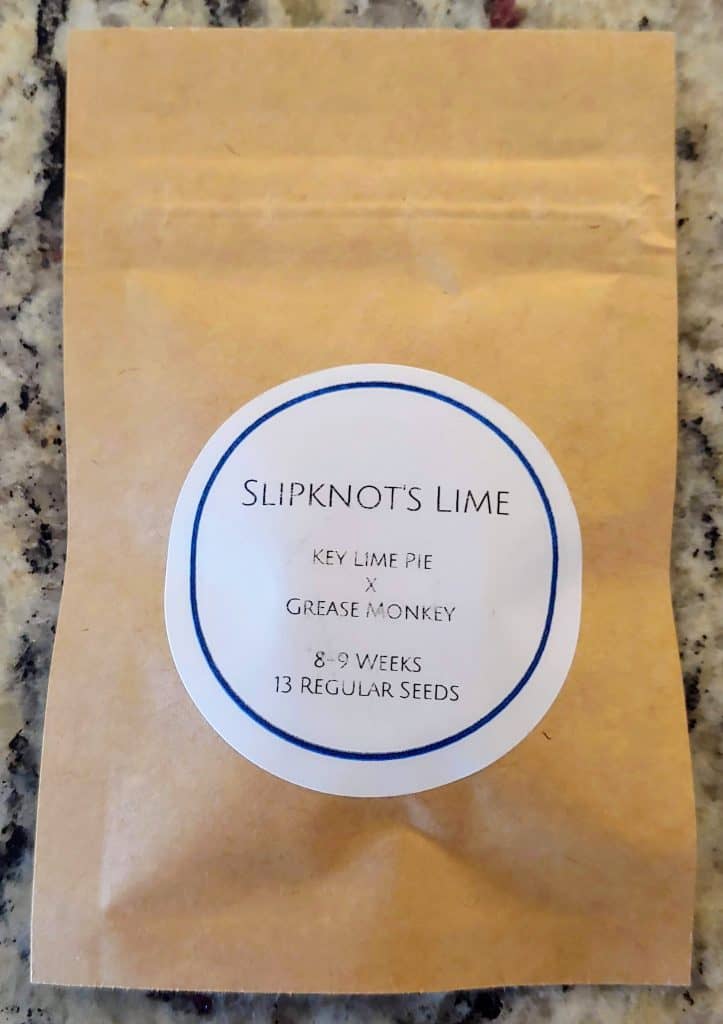 Slipknot's Lime
Key Lime Pie
x
Grease Monkey
8-9 Weeks
13 Regular Seeds